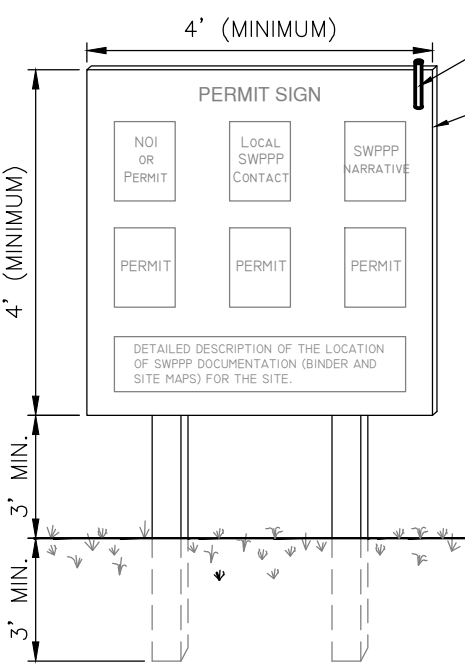 4' (MINIMUM)
PERMIT SIGN
NOI
OR
PERMIT
LOCAL
SWPPP
CONTACT
SWPPP
NARRATIVE
4' (MINIMUM)
PERMIT
PERMIT
PERMIT
DETAILED DESCRIPTION OF THE LOCATION
OF SWPPP DOCUMENTATION (BINDER AND
SITE MAPS) FOR THE SITE.
3' MIN.
3' MIN.